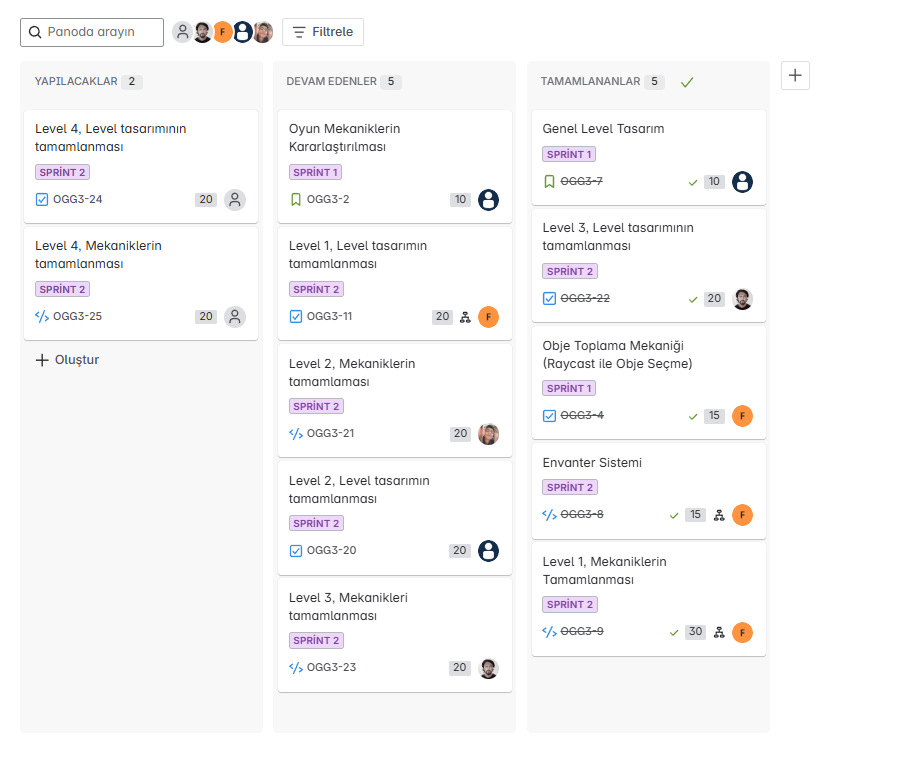 Panoda arayın
F
Filtrele
YAPILACAKLAR 2
Level 4, Level tasarımının
tamamlanması
SPRİNT 2
OGG3-24 20
Level 4, Mekaniklerin
tamamlanması
SPRİNT 2
OGG3-25 20
Oluştur
DEVAM EDENLER 5
Oyun Mekaniklerin
Kararlaştırılması
SPRİNT 1
OGG3-2 10
Level 1, Level tasarımın
tamamlanması
SPRİNT 2
OGG3-11 20 F
Level 2, Mekaniklerin
tamamlaması
SPRİNT 2
OGG3-21 20
Level 2, Level tasarımın
tamamlanması
SPRİNT 2
OGG3-20 20
Level 3, Mekanikleri
tamamlanması
SPRİNT 2
OGG3-23 20
TAMAMLANANLAR 5
Genel Level Tasarım
SPRİNT 1
OGG3-7 10
Level 3, Level tasarımının
tamamlanması
SPRİNT 2
OGG3-22 20
Obje Toplama Mekaniği
(Raycast ile Obje Seçme)
SPRİNT 1
OGG3-4 15 F
Envanter Sistemi
SPRİNT 2
OGG3-8 15 F
Level 1, Mekaniklerin
Tamamlanması
SPRİNT 2
OGG3-9 30 F